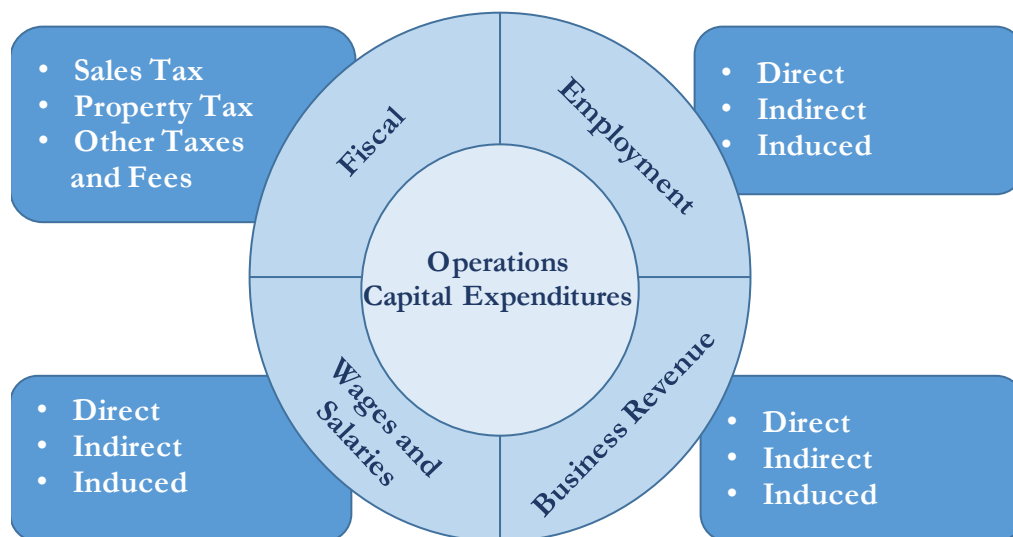 • Sales Tax
• Property Tax
• Other Taxes
and Fees
Fiscal
Employment
• Direct
• Indirect
• Induced
Operations
Capital Expenditures
• Direct
• Indirect
• Induced
Wages and
Salaries
Business Revenue
• Direct
• Indirect
• Induced